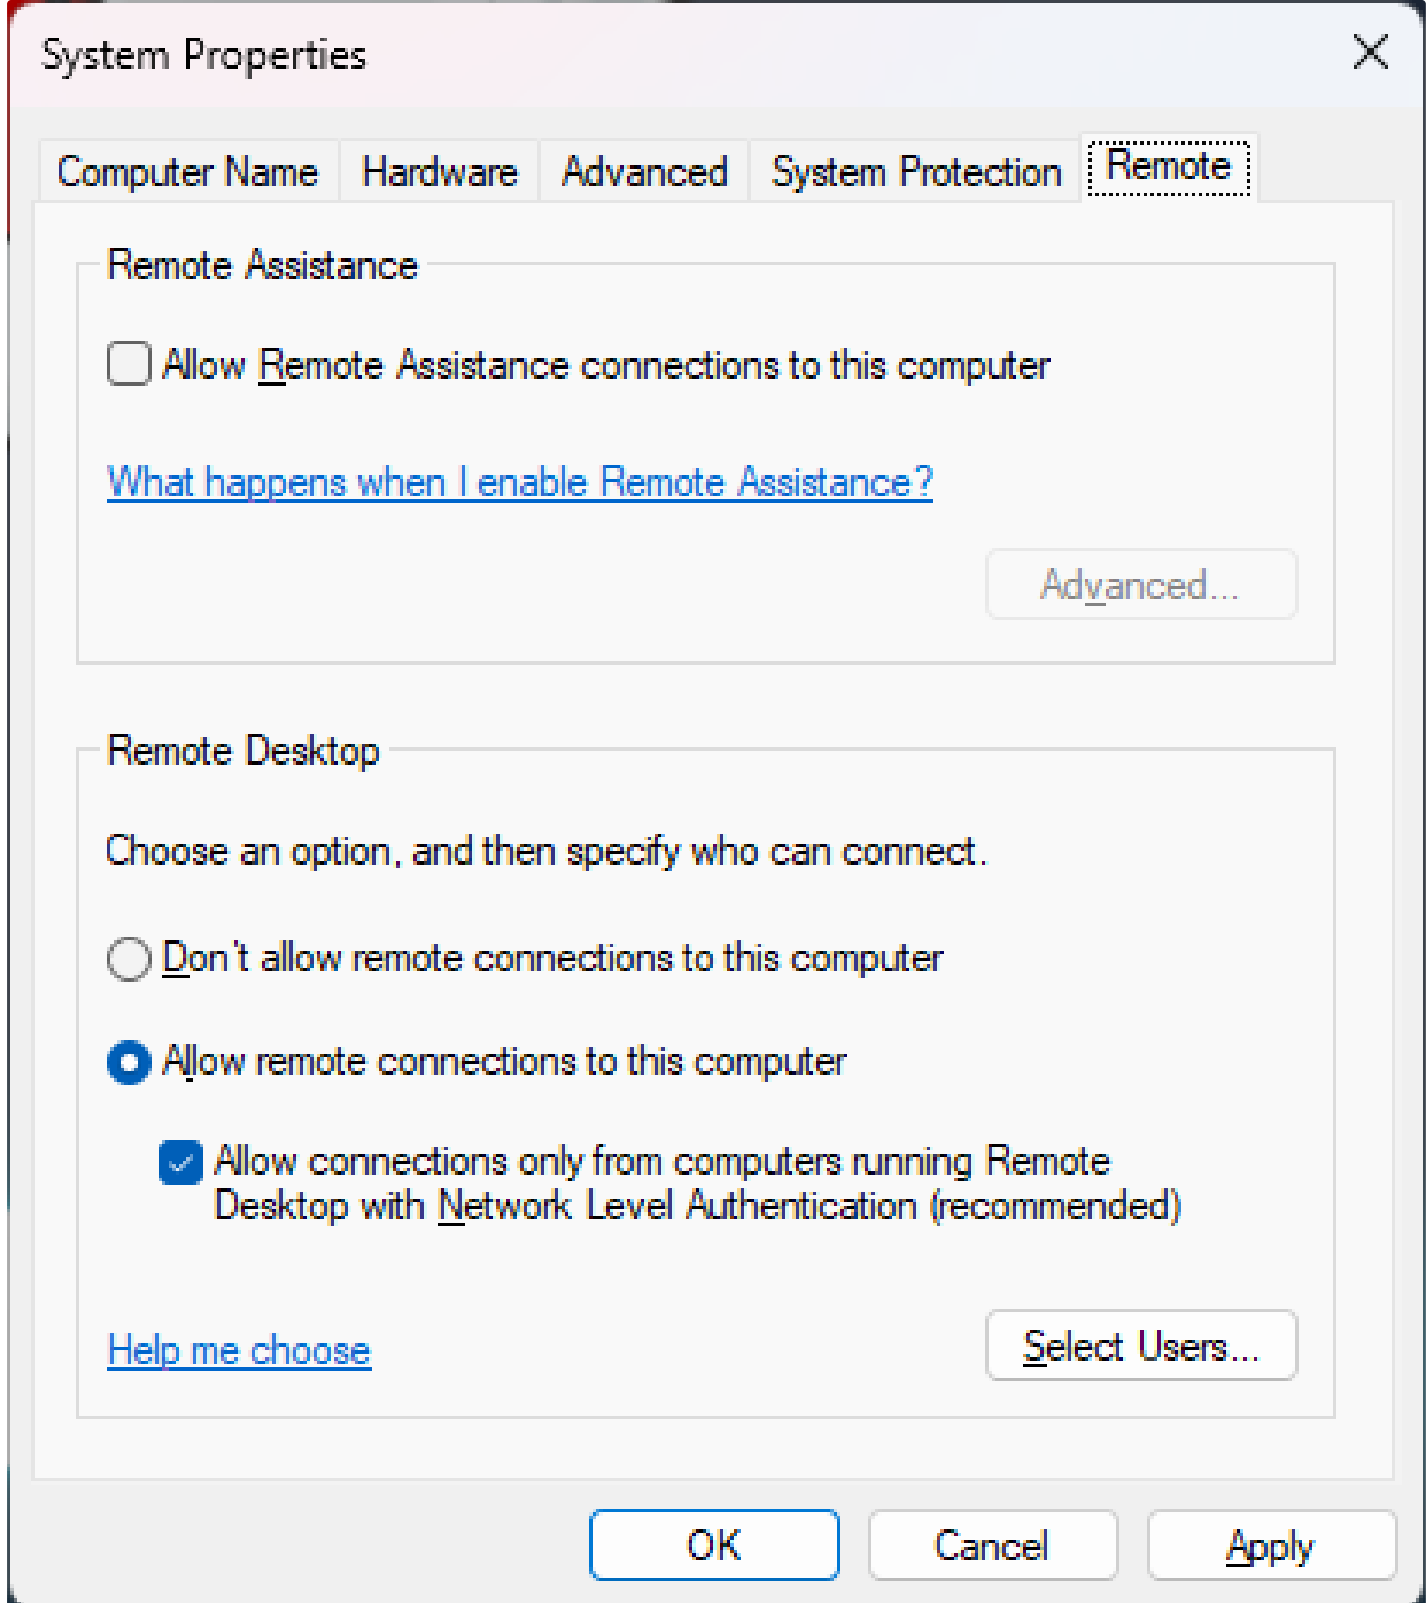 System Properties
Computer Name
Hardware
Advanced
System Protection
Remote
Remote Assistance
Allow Remote Assistance connections to this computer
What happens when I enable Remote Assistance?
Advanced...
Remote Desktop
Choose an option, and then specify who can connect.
Don't allow remote connections to this computer
Allow remote connections to this computer
Allow connections only from computers running Remote
Desktop with Network Level Authentication (recommended)
Help me choose
Select Users...
OK
Cancel
Apply